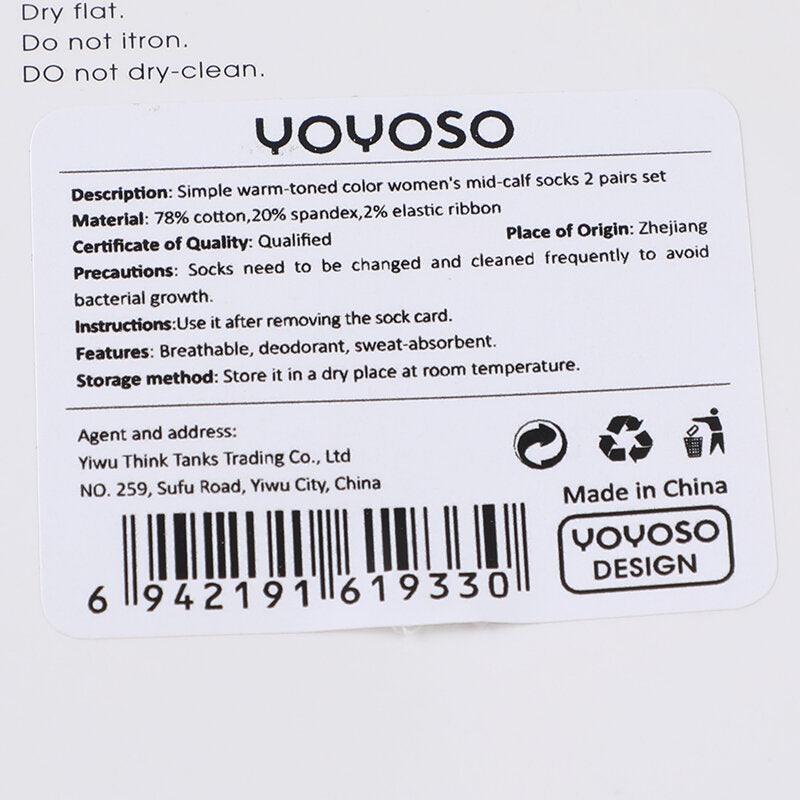 Dry flat.
Do not itron.
DO not dry-clean.
YOYOSO
Description: Simple warm-toned color women's mid-calf socks 2 pairs set
Material: 78% cotton,20% spandex,2% elastic ribbon
Certificate of Quality: Qualified Place of Origin: Zhejiang
Precautions: Socks need to be changed and cleaned frequently to avoid
bacterial growth.
Instructions:Use it after removing the sock card.
Features: Breathable, deodorant, sweat-absorbent.
Storage method: Store it in a dry place at room temperature.
Agent and address:
Yiwu Think Tanks Trading Co., Ltd
NO. 259, Sufu Road, Yiwu City, China
Made in China
YOYOSO
DESIGN
6 942191 619330